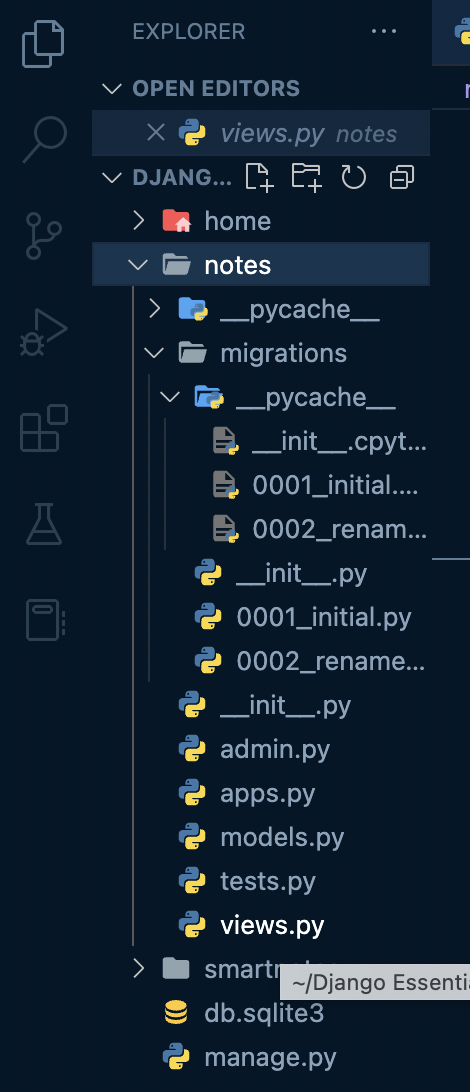 EXPLORER
OPEN EDITORS
views.py notes
DJANG...
home
notes
__pycache__
migrations
__pycache__
__init__.cpyt...
0001_initial....
0002_renam...
__init__.py
0001_initial.py
0002_rename...
__init__.py
admin.py
apps.py
models.py
tests.py
views.py
~/Django Essenti
db.sqlite3
manage.py